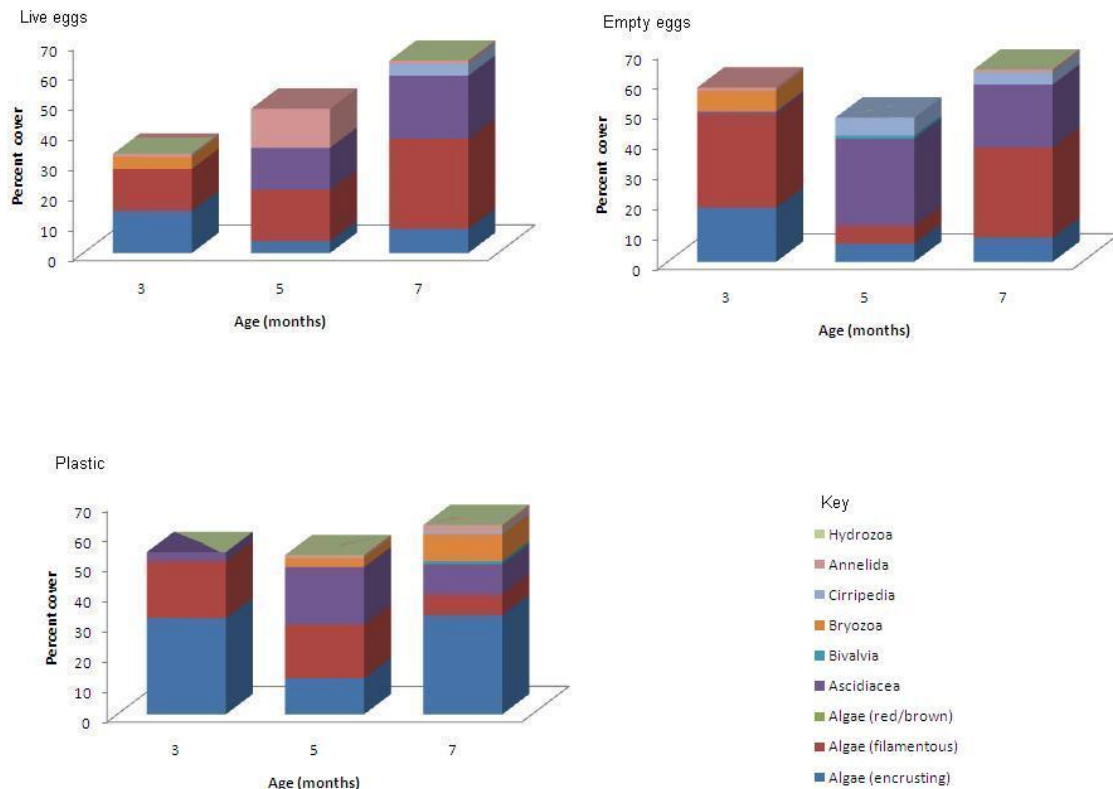 Live eggs
Percent cover
70
60
50
40
30
20
10
0
3 5 7
Age (months)
Empty eggs
Percent cover
70
60
50
40
30
20
10
0
3 5 7
Age (months)
Plastic
Percent cover
70
60
50
40
30
20
10
0
3 5 7
Age (months)
Key
Hydrozoa
Annelida
Cirripedia
Bryozoa
Bivalvia
Ascidiacea
Algae (red/brown)
Algae (filamentous)
Algae (encrusting)